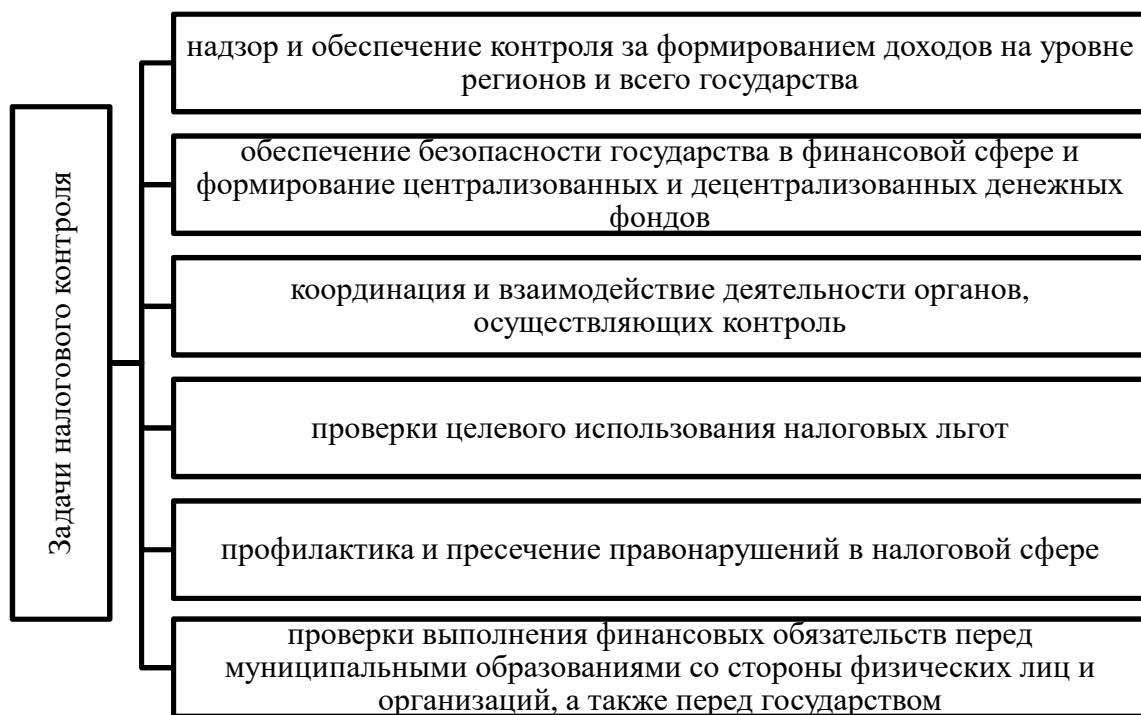 Задачи налогового контроля
надзор и обеспечение контроля за формированием доходов на уровне
регионов и всего государства
обеспечение безопасности государства в финансовой сфере и
формирование централизованных и децентрализованных денежных
фондов
координация и взаимодействие деятельности органов,
осуществляющих контроль
проверки целевого использования налоговых льгот
профилактика и пресечение правонарушений в налоговой сфере
проверки выполнения финансовых обязательств перед
муниципальными образованиями со стороны физических лиц и
организаций, а также перед государством